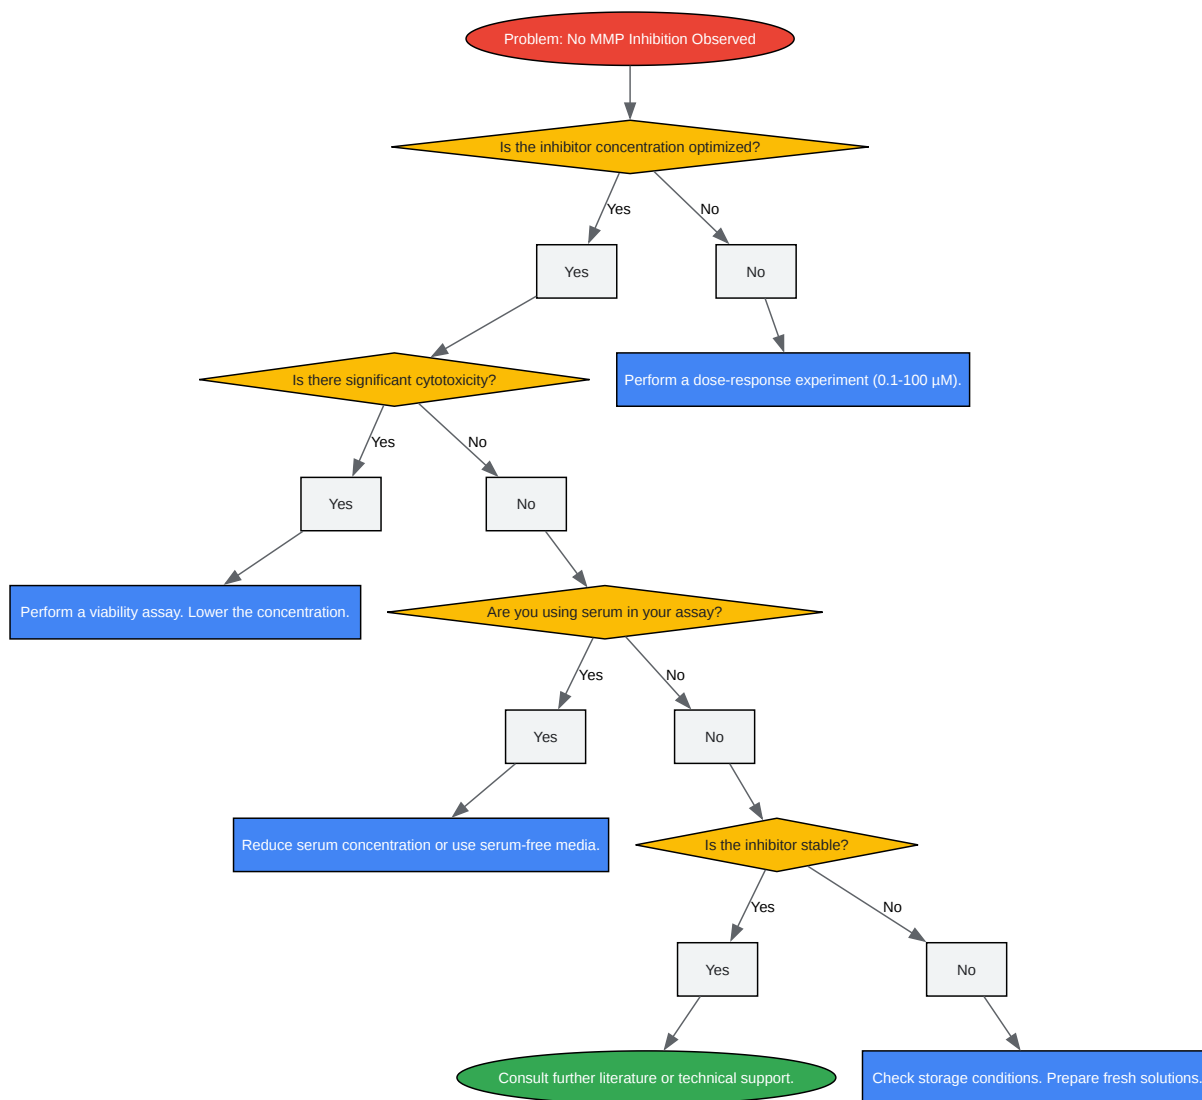 Problem: No MMP Inhibition Observed
Is the inhibitor concentration optimized?
Yes
No
Yes
No
Is there significant cytotoxicity?
Perform a dose-response experiment (0.1-100 µM).
Yes
No
Yes
No
Perform a viability assay. Lower the concentration.
Are you using serum in your assay?
Yes
No
Yes
No
Reduce serum concentration or use serum-free media.
Is the inhibitor stable?
Yes
No
Yes
No
Consult further literature or technical support.
Check storage conditions. Prepare fresh solutions.